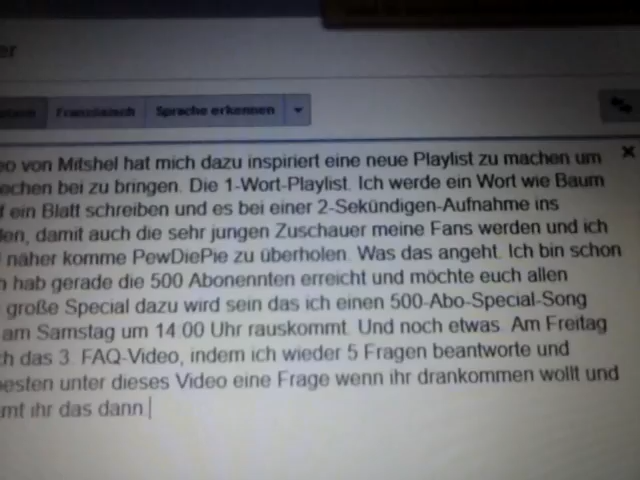 er
Französisch Sprache erkennen
eo von Mitshel hat mich dazu inspiriert eine neue Playlist zu machen um
echen bei zu bringen. Die 1-Wort-Playlist. Ich werde ein Wort wie Baum
f ein Blatt schreiben und es bei einer 2-Sekündigen-Aufnahme ins
len, damit auch die sehr jungen Zuschauer meine Fans werden und ich
näher komme PewDiePie zu überholen. Was das angeht. Ich bin schon
h hab gerade die 500 Abonennten erreicht und möchte euch allen
große Special dazu wird sein das ich einen 500-Abo-Special-Song
am Samstag um 14:00 Uhr rauskommt. Und noch etwas. Am Freitag
ch das 3. FAQ-Video, indem ich wieder 5 Fragen beantworte und
esten unter dieses Video eine Frage wenn ihr drankommen wollt und
mt ihr das dann